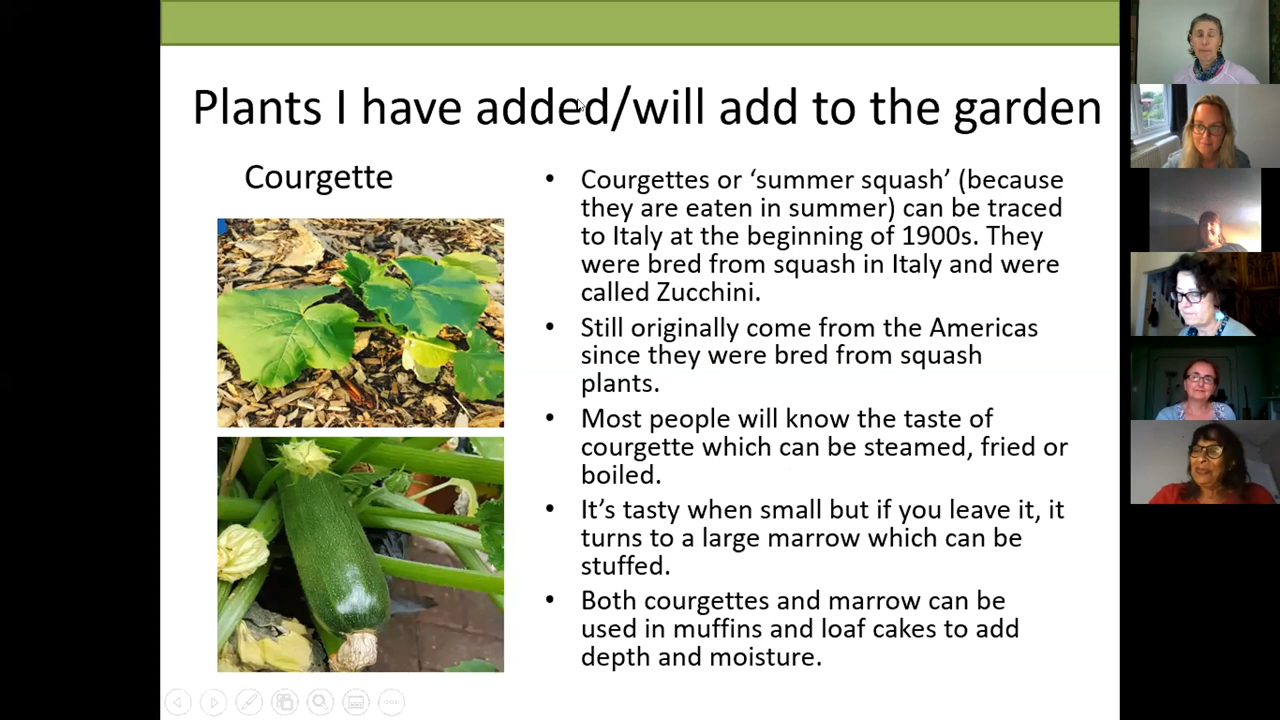 Plants I have added/will add to the garden
Courgette
• Courgettes or ‘summer squash’ (because
they are eaten in summer) can be traced
to Italy at the beginning of 1900s. They
were bred from squash in Italy and were
called Zucchini.
• Still originally come from the Americas
since they were bred from squash
plants.
• Most people will know the taste of
courgette which can be steamed, fried or
boiled.
• It’s tasty when small but if you leave it, it
turns to a large marrow which can be
stuffed.
• Both courgettes and marrow can be
used in muffins and loaf cakes to add
depth and moisture.